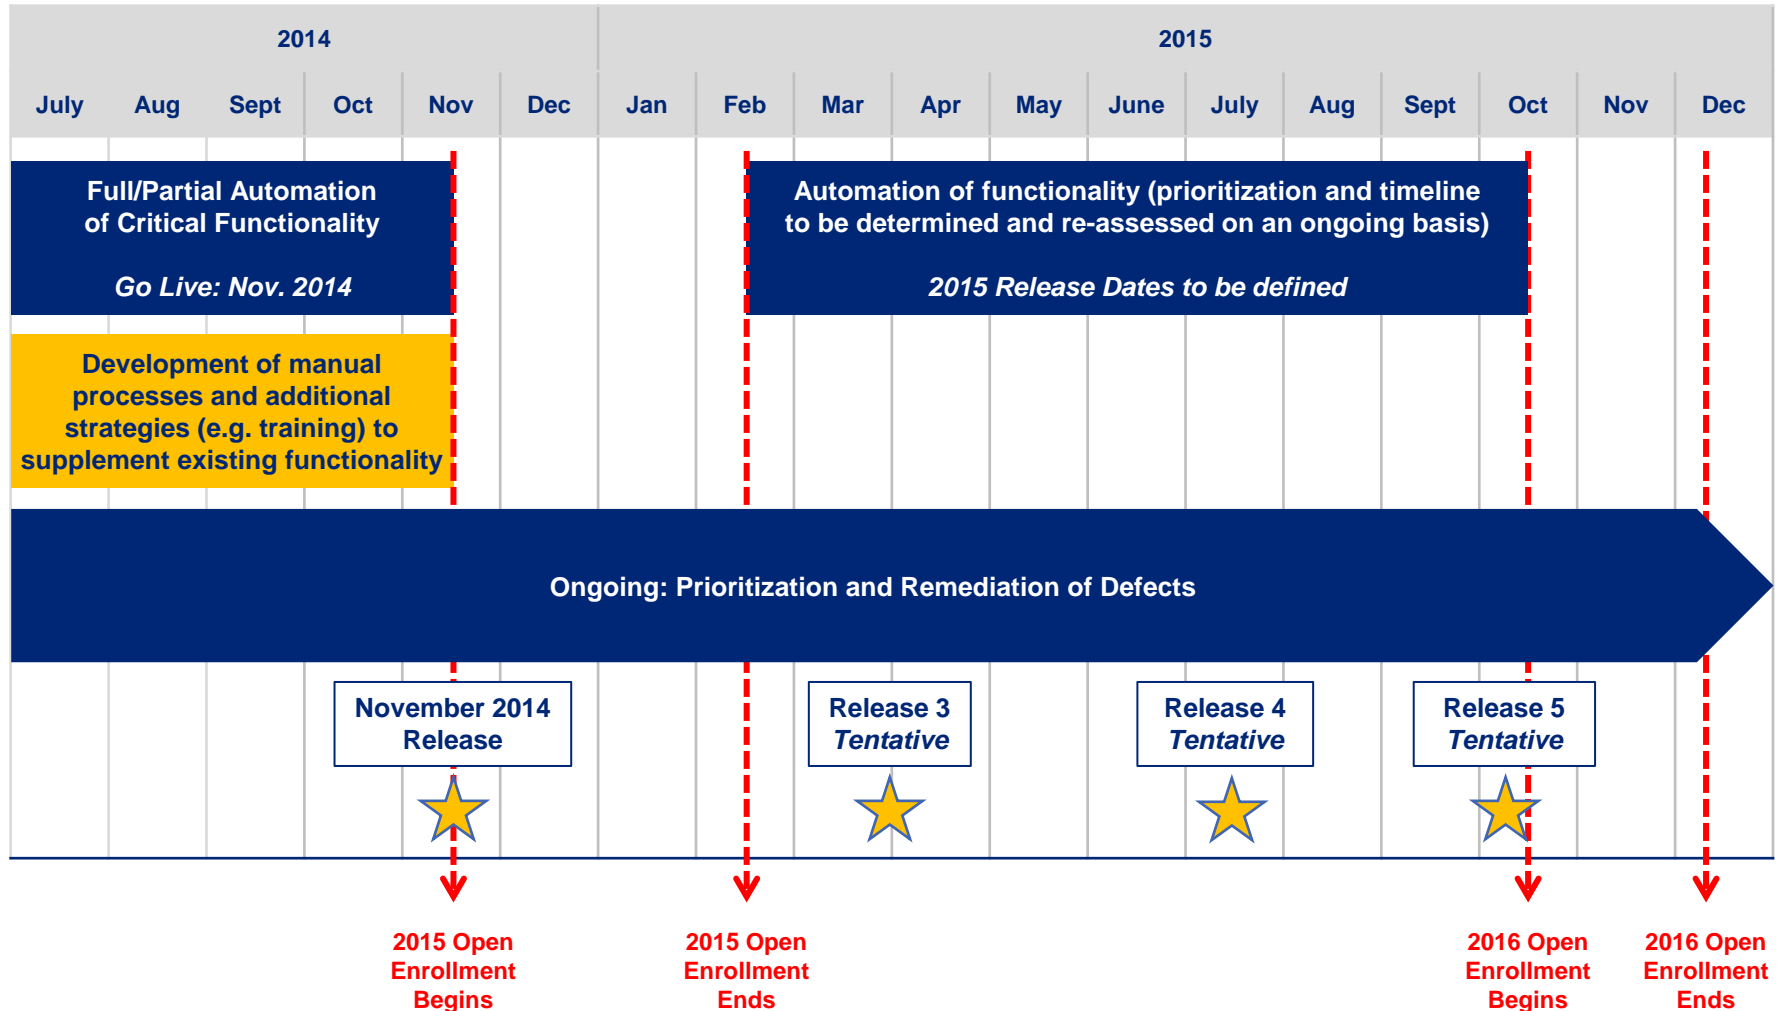 2014
2015
July Aug Sept Oct Nov Dec Jan Feb Mar Apr May June July Aug Sept Oct Nov Dec
Full/Partial Automation
of Critical Functionality
Go Live: Nov. 2014
Automation of functionality (prioritization and timeline
to be determined and re-assessed on an ongoing basis)
2015 Release Dates to be defined
Development of manual
processes and additional
strategies (e.g. training) to
supplement existing functionality
Ongoing: Prioritization and Remediation of Defects
November 2014
Release
Release 3
Tentative
Release 4
Tentative
Release 5
Tentative
2015 Open
Enrollment
Begins
2015 Open
Enrollment
Ends
2016 Open
Enrollment
Begins
2016 Open
Enrollment
Ends